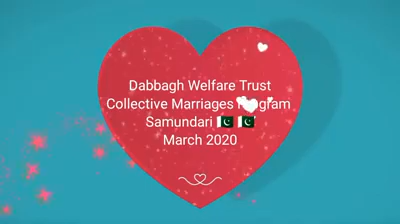 Dabbagh Welfare Trust
Collective Marriages Program
Samundari 🇵🇰 🇵🇰
March 2020